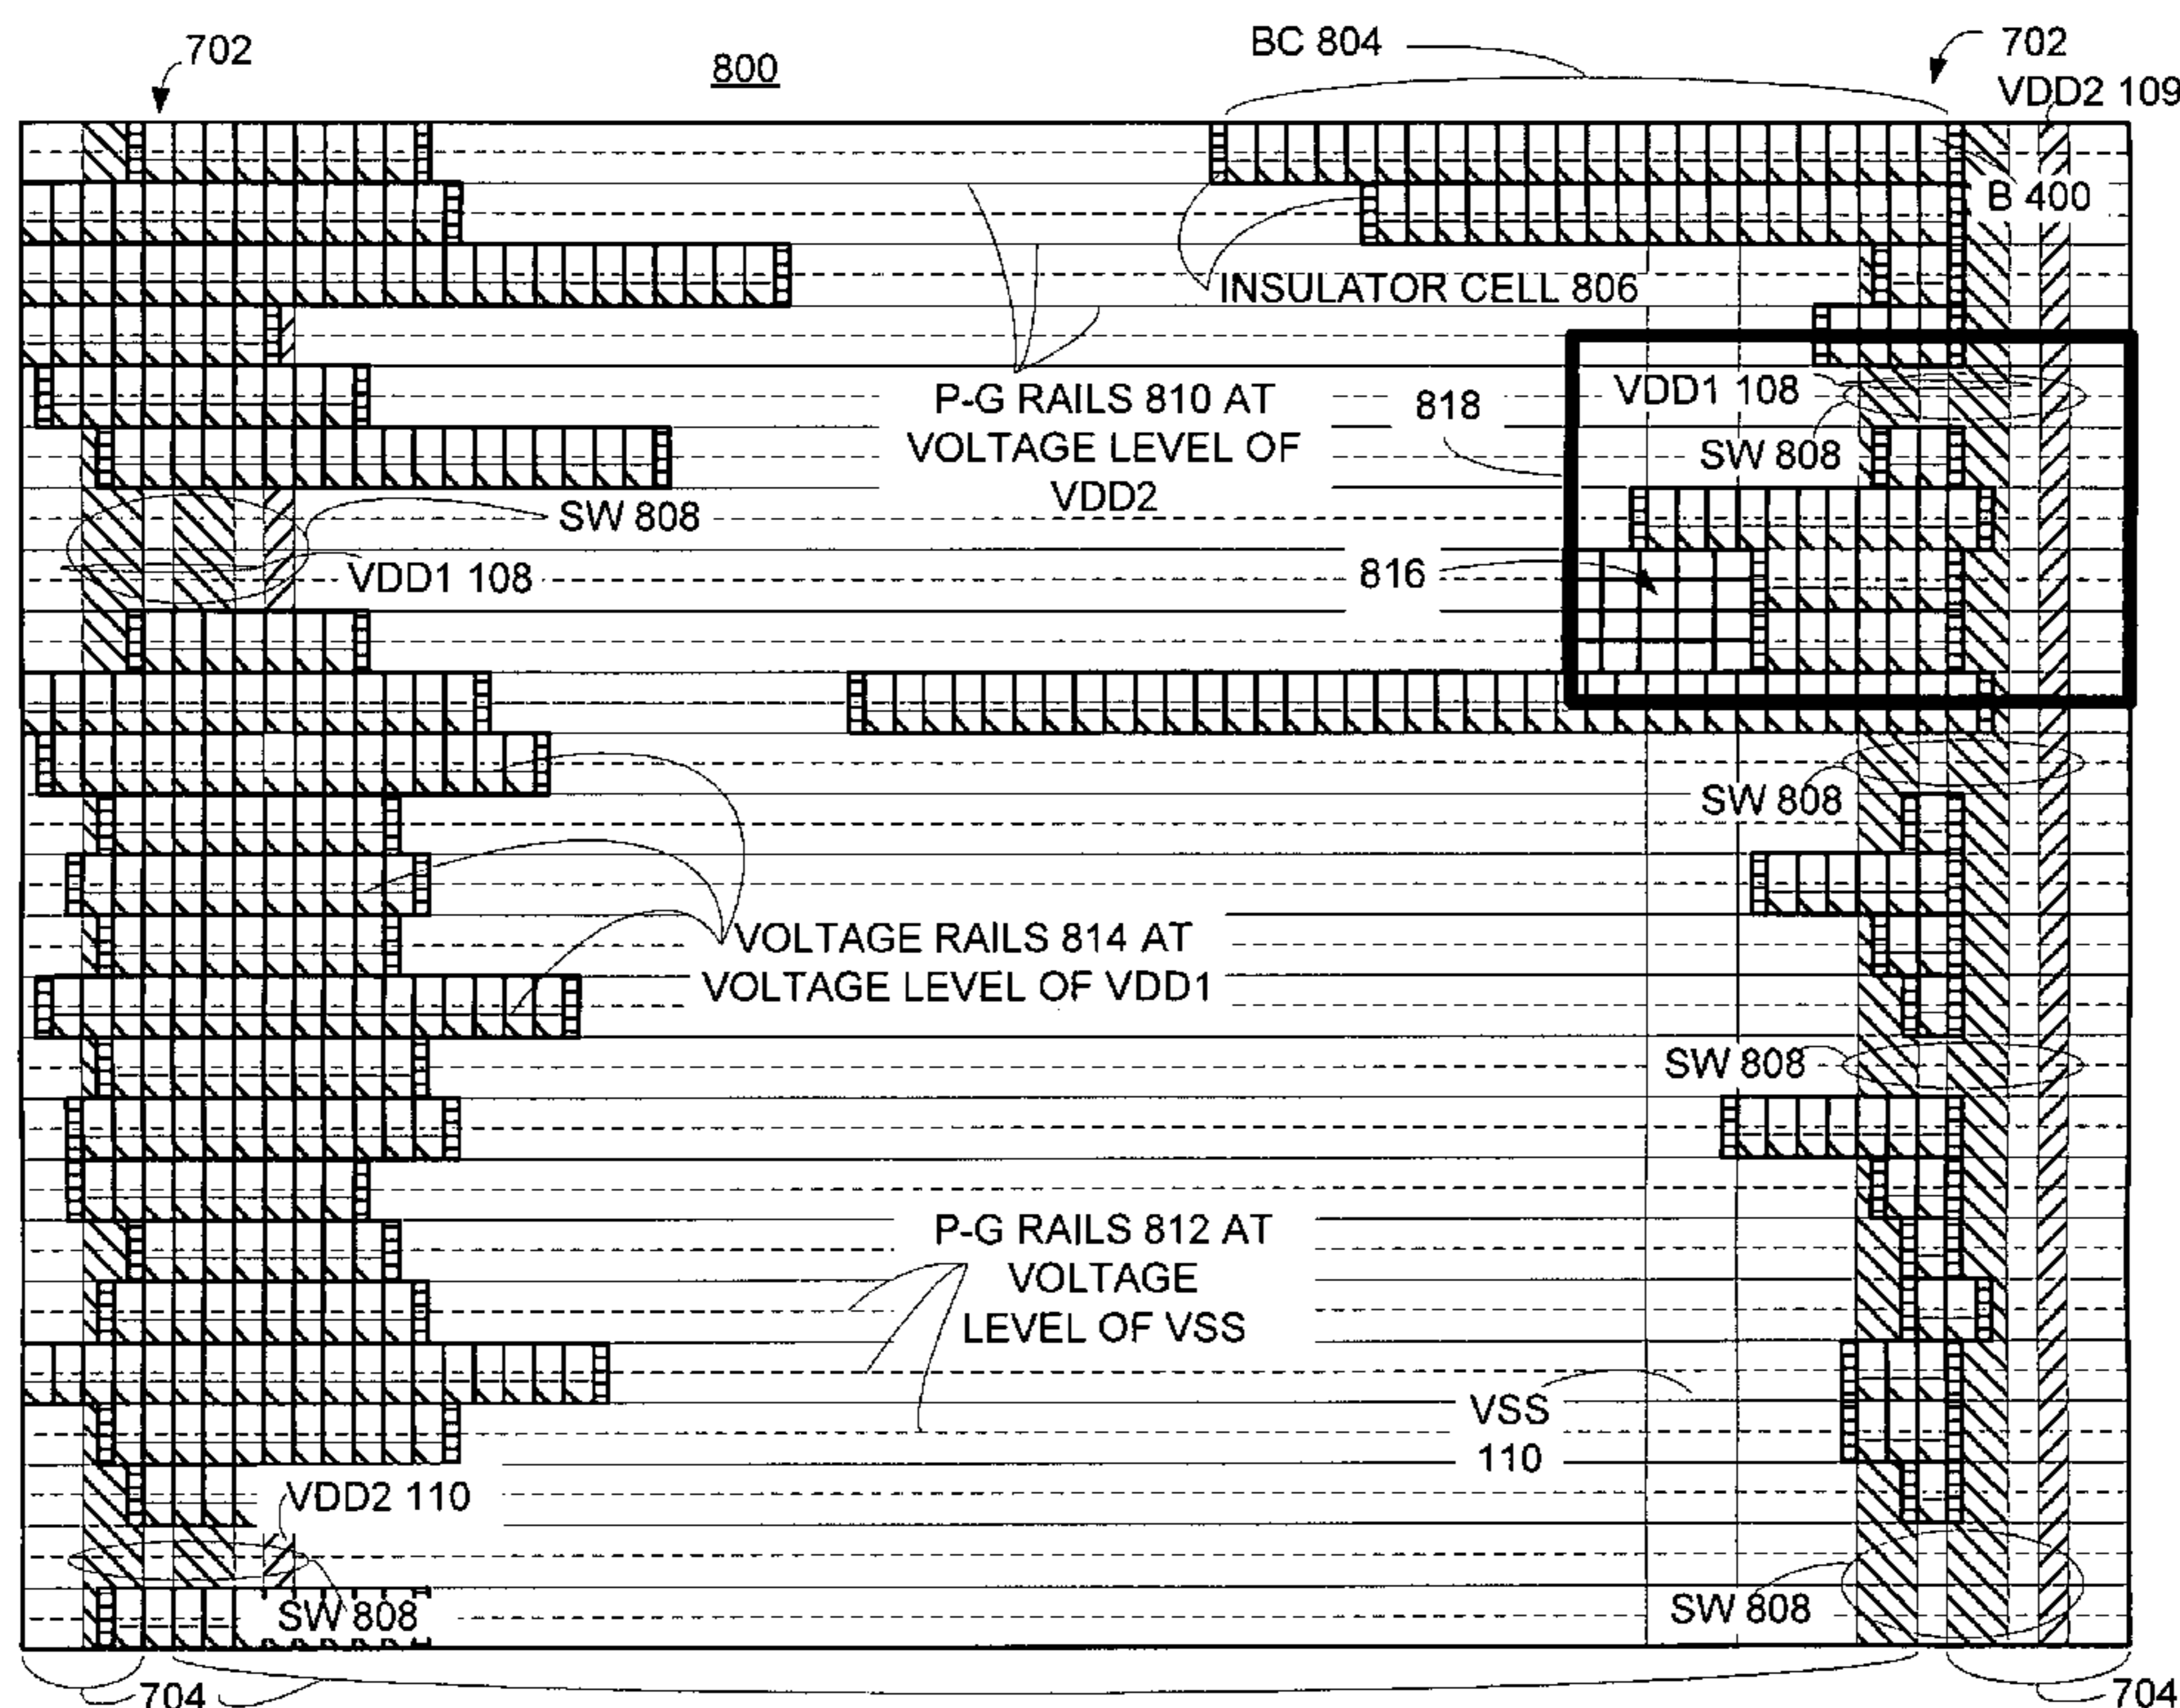 702
800
BC 804
702
VDD2 109
B 400
INSULATOR CELL 806
P-G RAILS 810 AT
VOLTAGE LEVEL OF
VDD2
818
VDD1 108
SW 808
SW 808
VDD1 108
816
SW 808
VOLTAGE RAILS 814 AT
VOLTAGE LEVEL OF VDD1
SW 808
P-G RAILS 812 AT
VOLTAGE
LEVEL OF VSS
VSS
110
VDD2 110
SW 808
SW 808
704
704